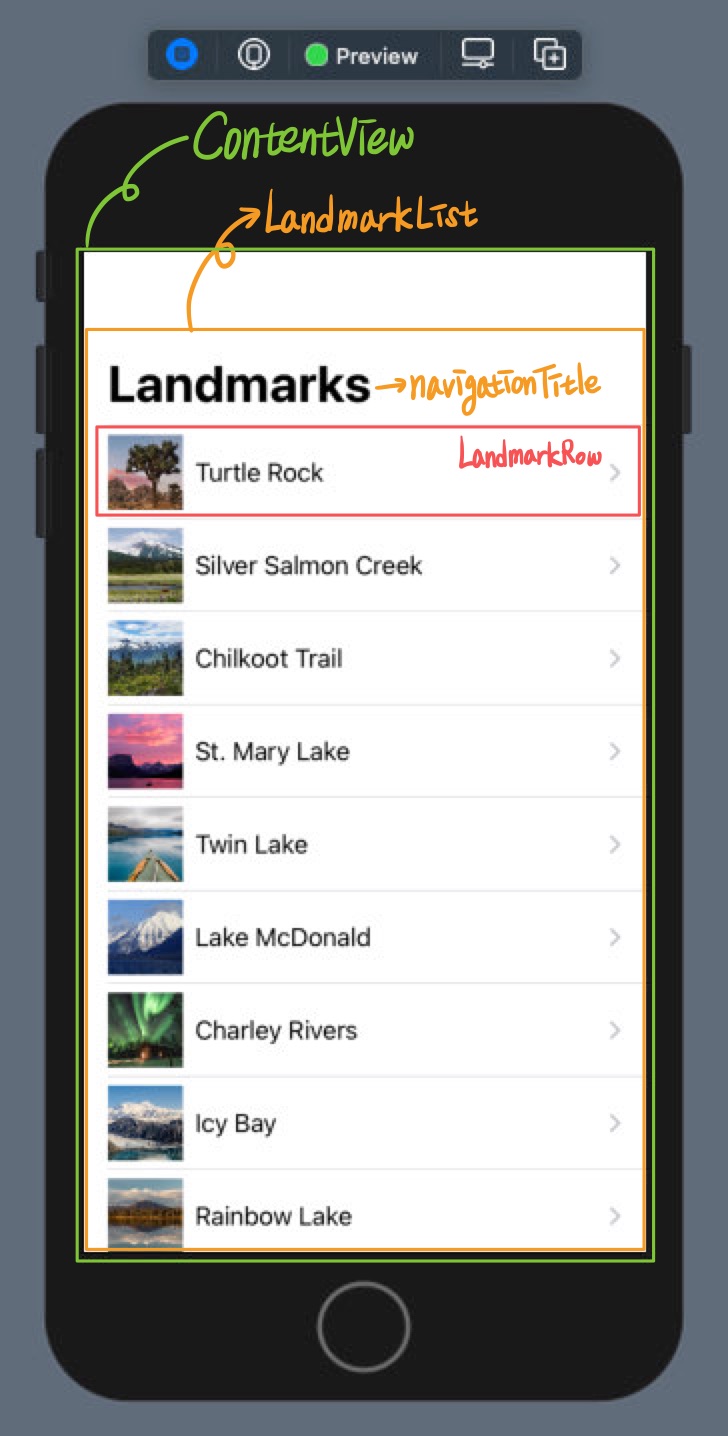 Preview
ContentView
LandmarkList
Landmarks
navigationTitle
Turtle Rock
LandmarkRow
Silver Salmon Creek
Chilkoot Trail
St. Mary Lake
Twin Lake
Lake McDonald
Charley Rivers
Icy Bay
Rainbow Lake